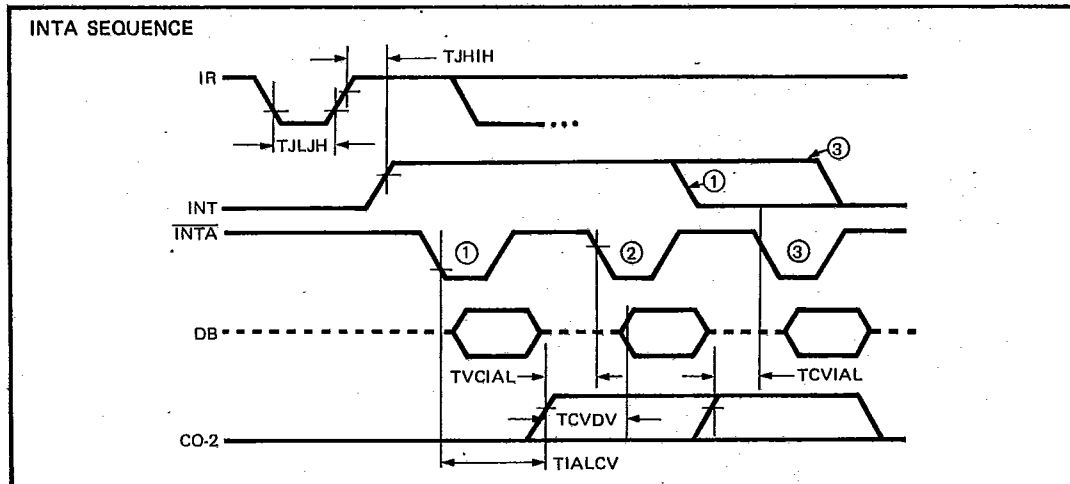 INTA SEQUENCE
TJHIH
IR
TJLJH
③
①
INT
INTA
①
②
③
DB
TVCIAL
TCVIAL
TCVDV
CO-2
TIALCV